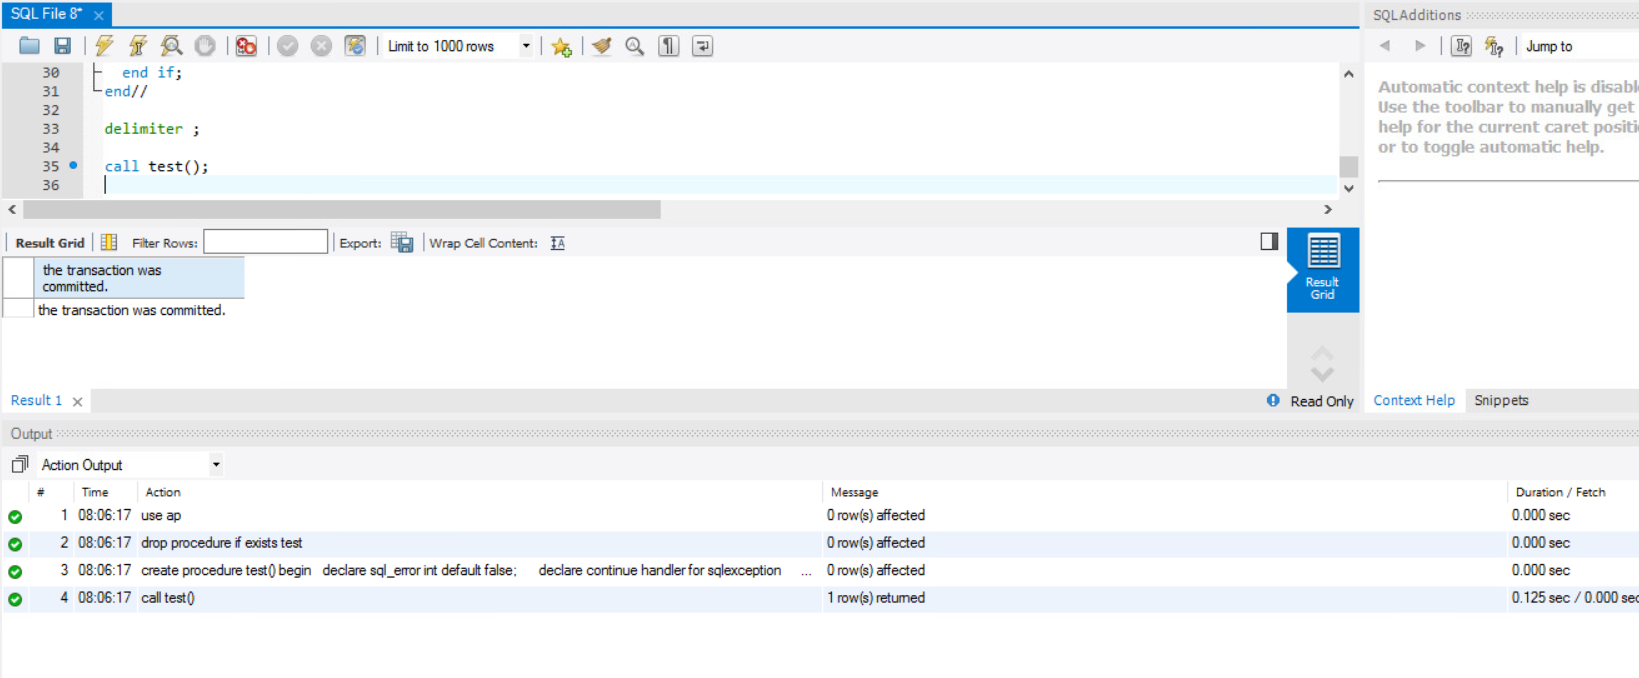 SQL File 8*
SQLAdditions
Limit to 1000 rows
Jump to
30 end if;
31 end//
32
33 delimiter ;
34
35 call test();
36
Automatic context help is disabl
Use the toolbar to manually get
help for the current caret positi
or to toggle automatic help.
Result Grid Filter Rows: Export: Wrap Cell Content:
the transaction was
committed.
the transaction was committed.
Result
Grid
Result 1
Read Only
Context Help Snippets
Output
Action Output
# Time Action Message Duration / Fetch
1 08:06:17 use ap 0 row(s) affected 0.000 sec
2 08:06:17 drop procedure if exists test 0 row(s) affected 0.000 sec
3 08:06:17 create procedure test() begin declare sql_error int default false; declare continue handler for sqlexception ... 0 row(s) affected 0.000 sec
4 08:06:17 call test() 1 row(s) returned 0.125 sec / 0.000 sec